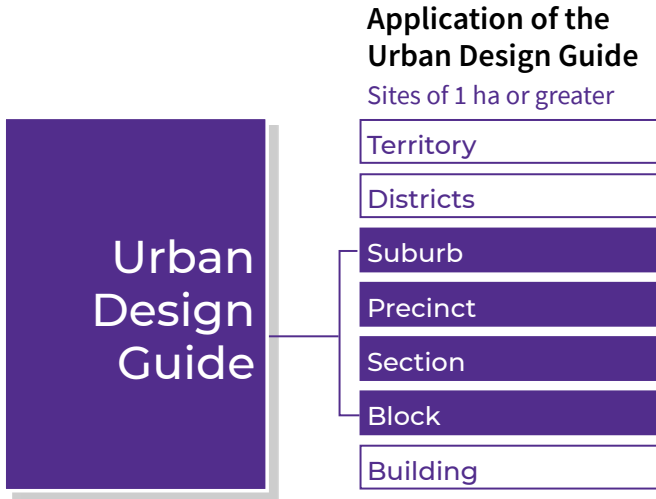 Application of the
Urban Design Guide
Sites of 1 ha or greater
Urban
Design
Guide
Territory
Districts
Suburb
Precinct
Section
Block
Building